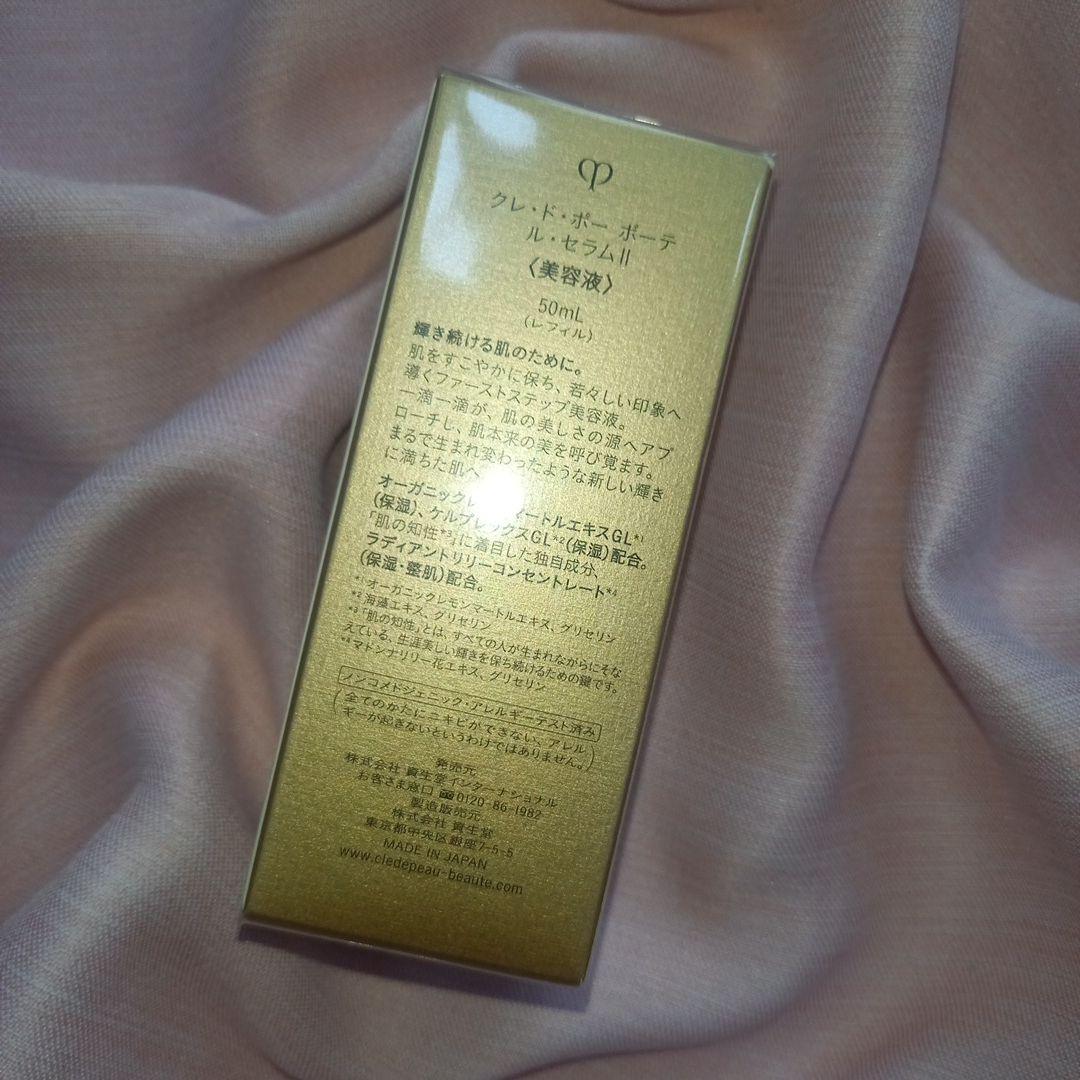 クレ・ド・ポー ボーテ
ル・セラムII
〈美容液〉
50mL
(レフィル)
輝き続ける肌のために。
肌をすこやかに保ち、若々しい印象へ
導くファーストステップ美容液。
一滴一滴が、肌の美しさの源へアプ
ローチし、肌本来の美を呼び覚ます。
まるで生まれ変わったような新しい輝き
に満ちた肌へ
オーガニックレ マートルエキスGL*1
(保湿)、ケルプレックスGL*2(保湿)配合。
「肌の知性*3」に着目した独自成分、
ラディアントリリーコンセントレート*4
(保湿・整肌)配合。
*1 オーガニックレモンマートルエキス、グリセリン
*2 海藻エキス、グリセリン
*3「肌の知性」とは、すべての人が生まれながらにそな
えている、生涯美しい輝きを保ち続けるための鍵です。
*4 マドンナリリー花エキス、グリセリン
ノンコメドジェニック・アレルギーテスト済み
(全てのかたにニキビができない、アレル
ギーが起きないというわけではありません。)
発売元
株式会社 資生堂インターナショナル
お客さま窓口 ☎0120-86-1982
製造販売元
株式会社 資生堂
東京都中央区銀座7-5-5
MADE IN JAPAN
www.cledepeau-beaute.com